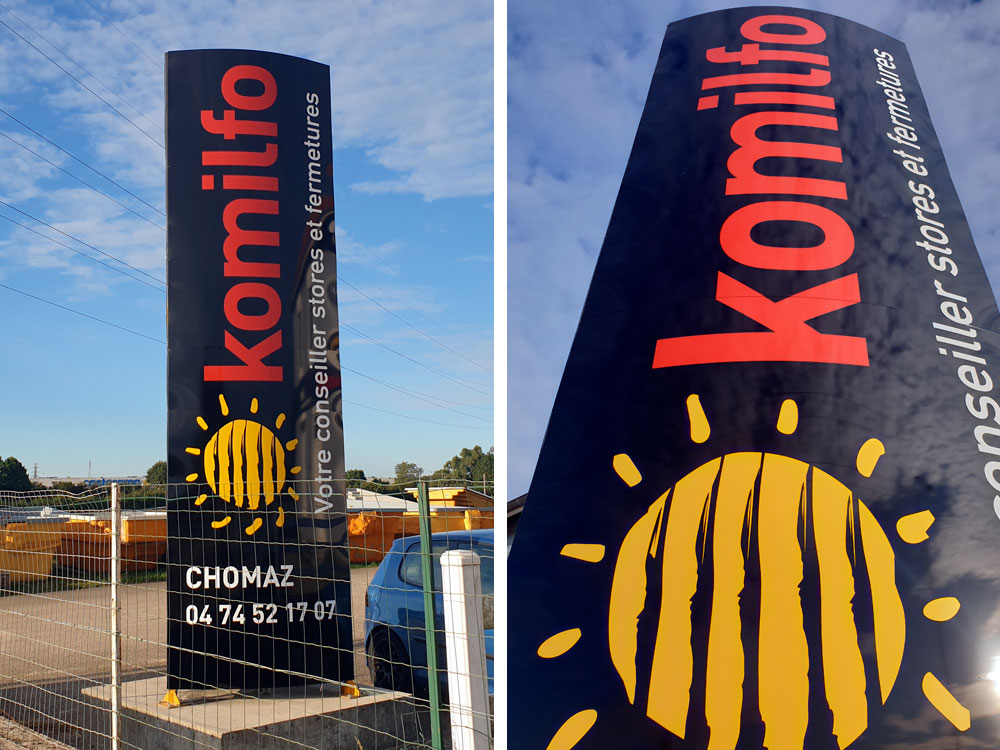 komilfo
Votre conseiller stores et fermetures
CHOMAZ
04 74 52 17 07
komilfo
conseiller stores et fermetures